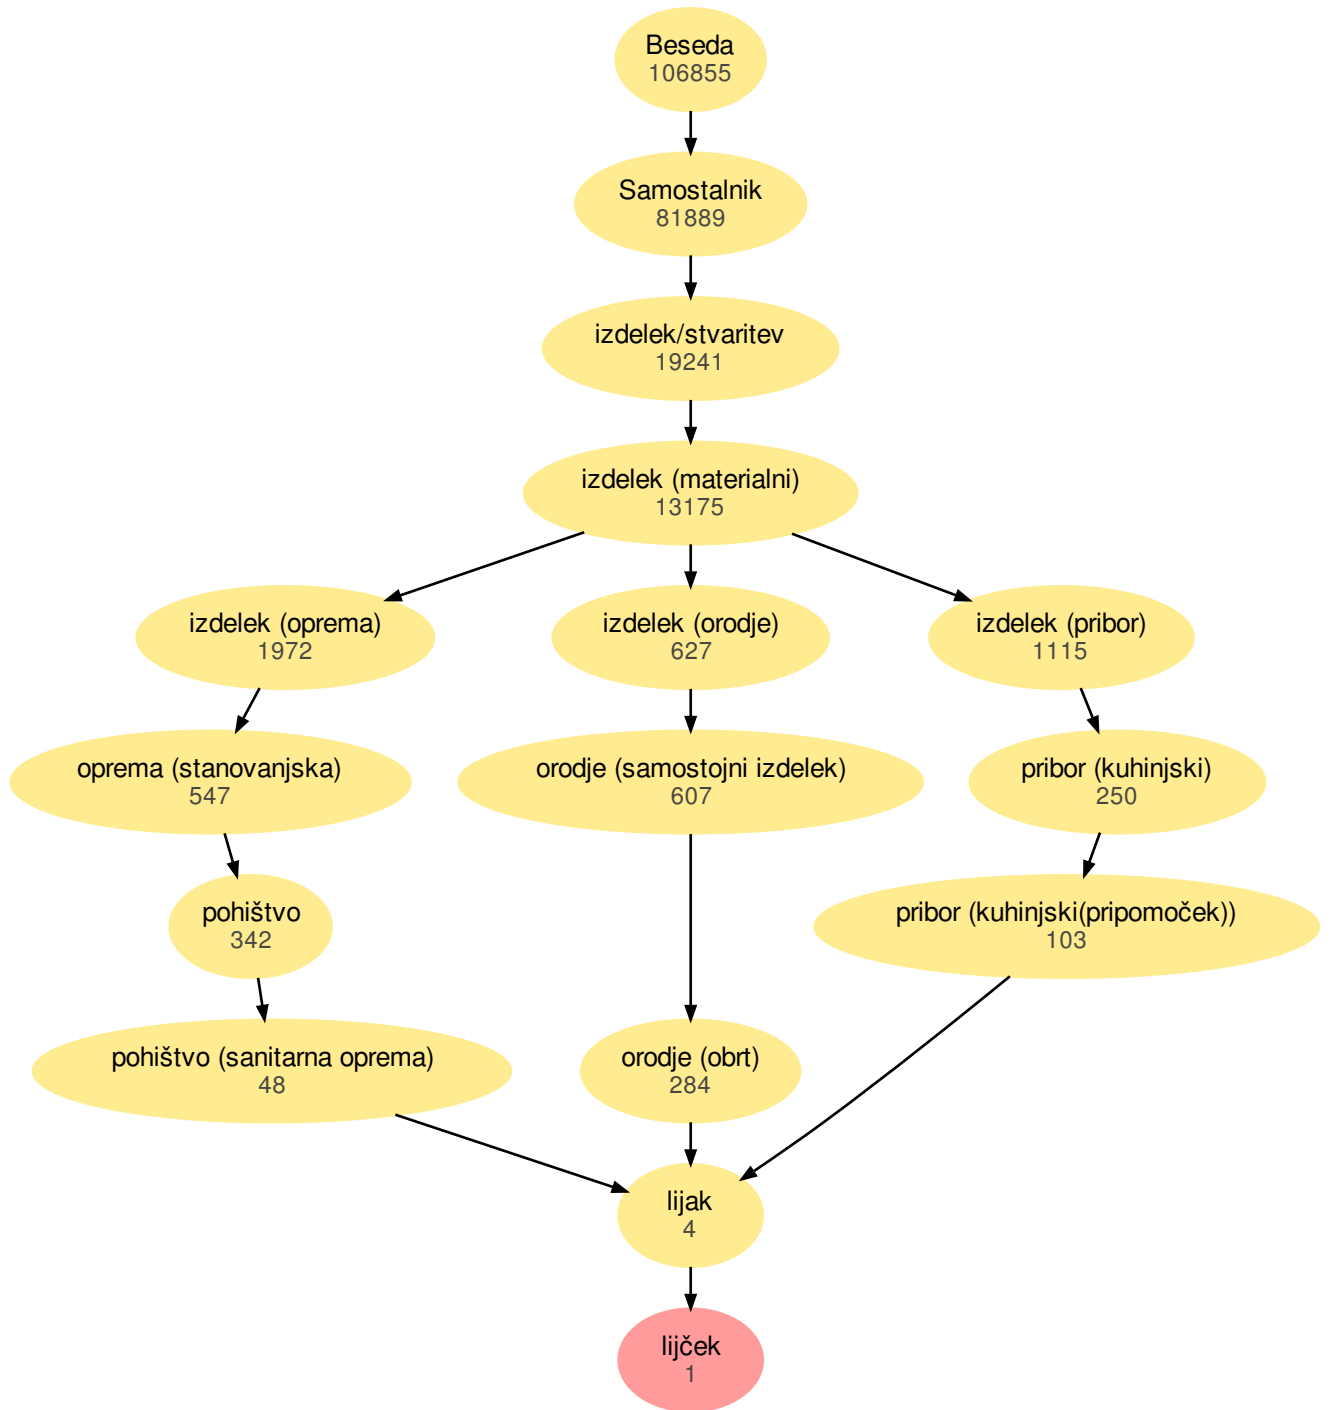 Beseda
106855
Samostalnik
81889
izdelek/stvaritev
19241
izdelek (materialni)
13175
izdelek (oprema)
1972
izdelek (orodje)
627
izdelek (pribor)
1115
oprema (stanovanjska)
547
orodje (samostojni izdelek)
607
pribor (kuhinjski)
250
pohištvo
342
pribor (kuhinjski(pripomoček))
103
pohištvo (sanitarna oprema)
48
orodje (obrt)
284
lijak
4
lijček
1